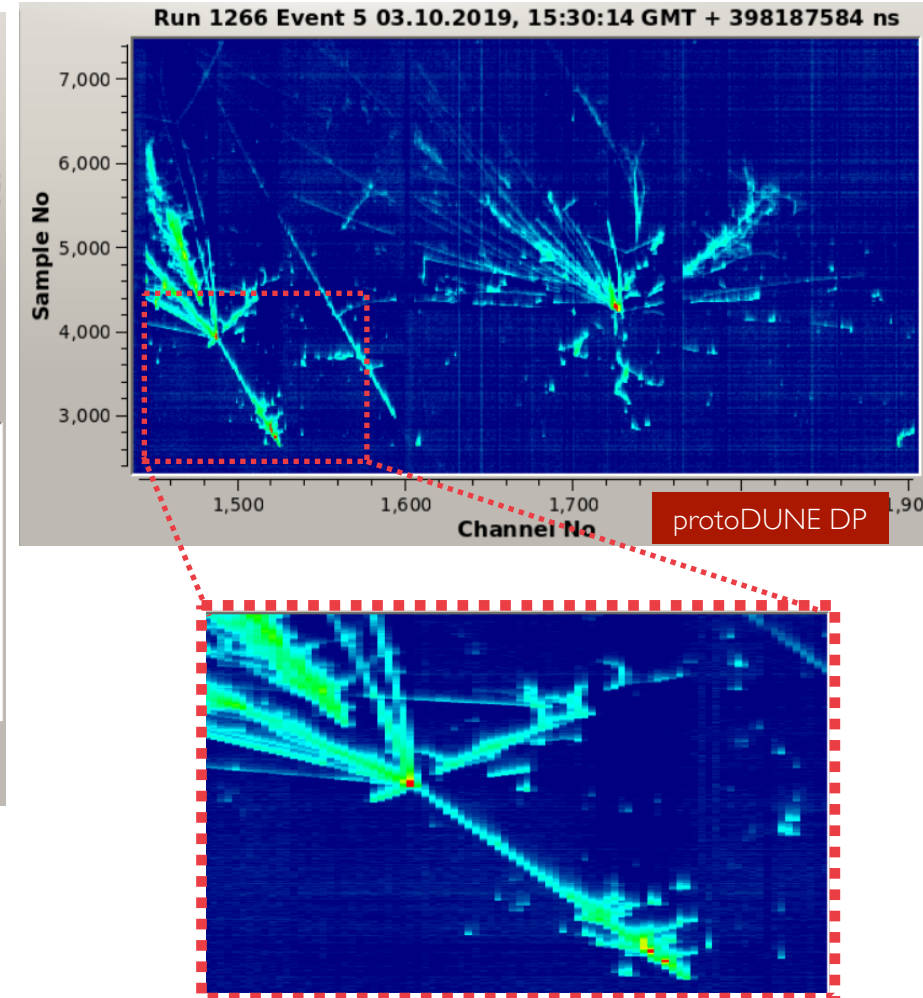 Run 1266 Event 5 03.10.2019, 15:30:14 GMT + 398187584 ns
Sample No
7,000
6,000
5,000
4,000
3,000
1,500
1,600
1,700
Channel No
protoDUNE DP